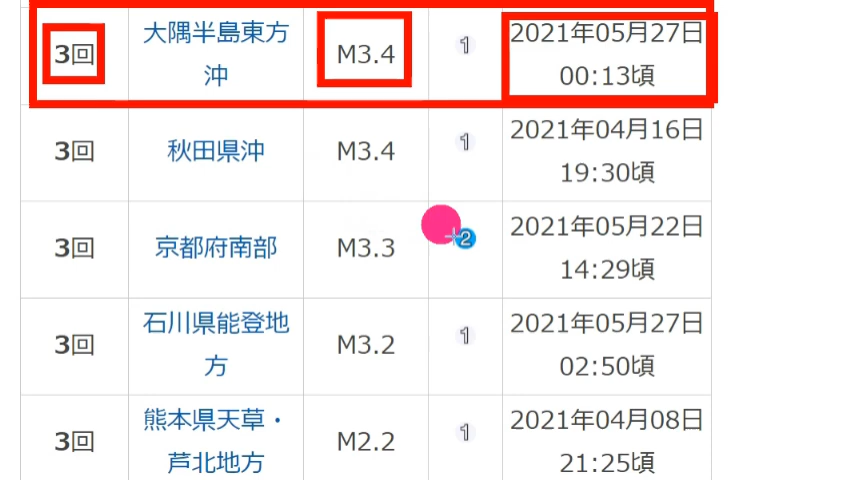 3回
大隅半島東方
沖
M3.4
1
2021年05月27日
00:13頃
3回
秋田県沖
M3.4
1
2021年04月16日
19:30頃
3回
京都府南部
M3.3
2
2021年05月22日
14:29頃
3回
石川県能登地
方
M3.2
1
2021年05月27日
02:50頃
3回
熊本県天草・
芦北地方
M2.2
1
2021年04月08日
21:25頃